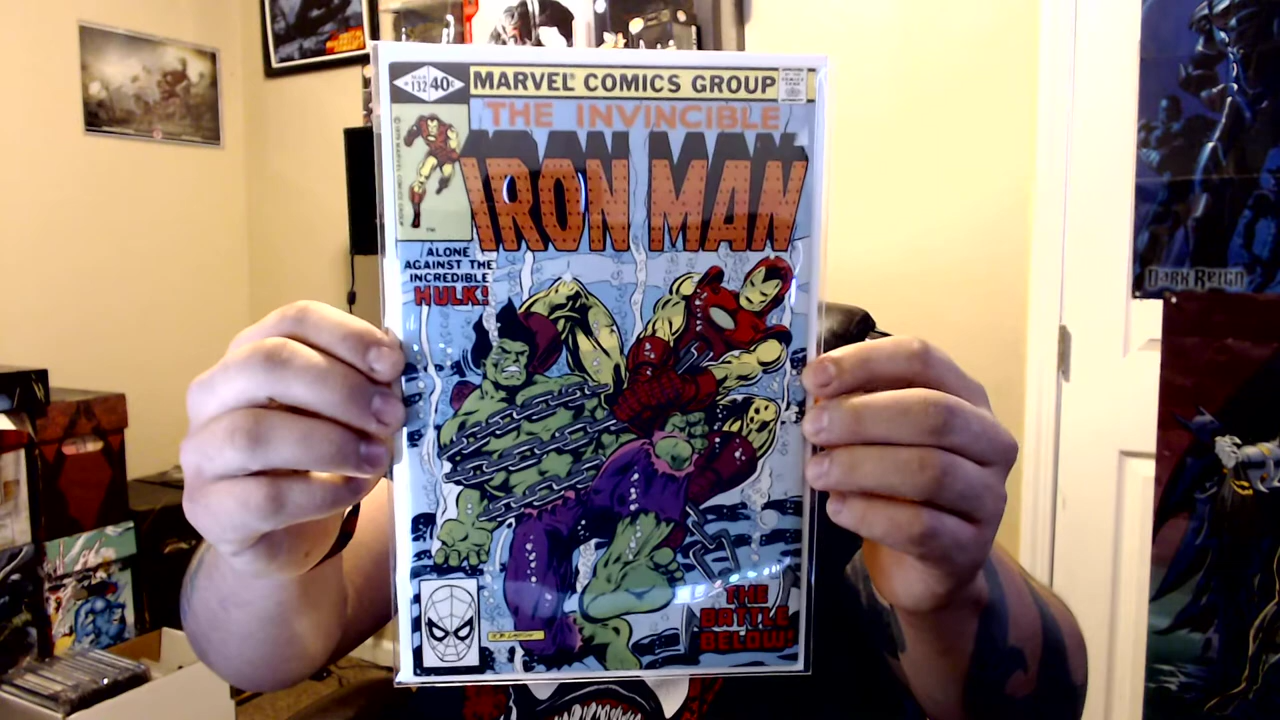 MAR
132
40¢
MARVEL COMICS GROUP
THE INVINCIBLE
IRON MAN
ALONE
AGAINST THE
INCREDIBLE
HULK!
THE
BATTLE
BELOW!
DARK REIGN